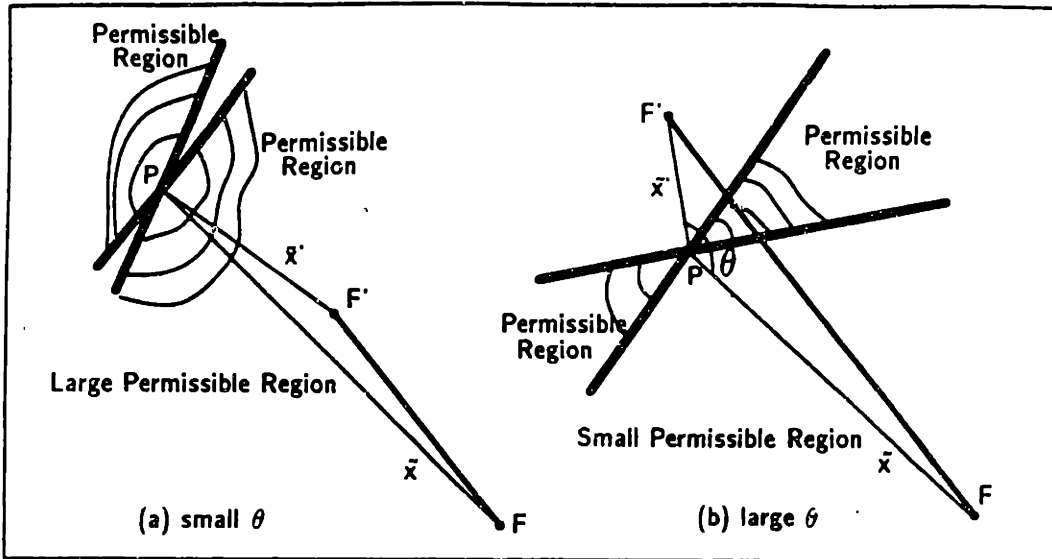 Permissible
Region
Permissible
Region
P
x̃'
F'
Large Permissible Region
x̃
F
(a) small θ
F'
Permissible
Region
x̃'
P
θ
Permissible
Region
Small Permissible Region
x̃
F
(b) large θ